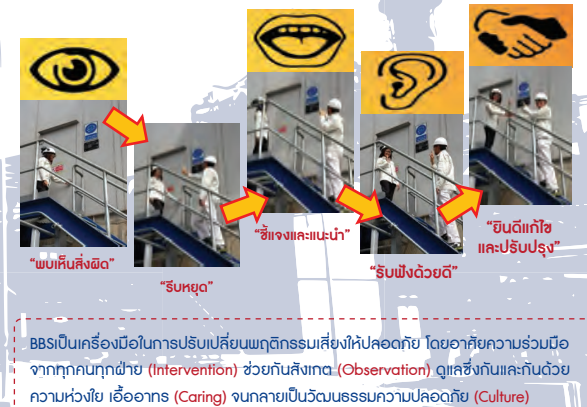 “พบเห็นสิ่งผิด”
“รีบหยุด”
“ชี้แจงและแนะนำ”
“รับฟังด้วยดี”
“ยินดีแก้ไข
และปรับปรุง”
BBSเป็นเครื่องมือในการปรับเปลี่ยนพฤติกรรมเสี่ยงให้ปลอดภัย โดยอาศัยความร่วมมือ
จากทุกคนทุกฝ่าย (Intervention) ช่วยกันสังเกต (Observation) ดูแลซึ่งกันและกันด้วย
ความห่วงใย เอื้ออาทร (Caring) จนกลายเป็นวัฒนธรรมความปลอดภัย (Culture)